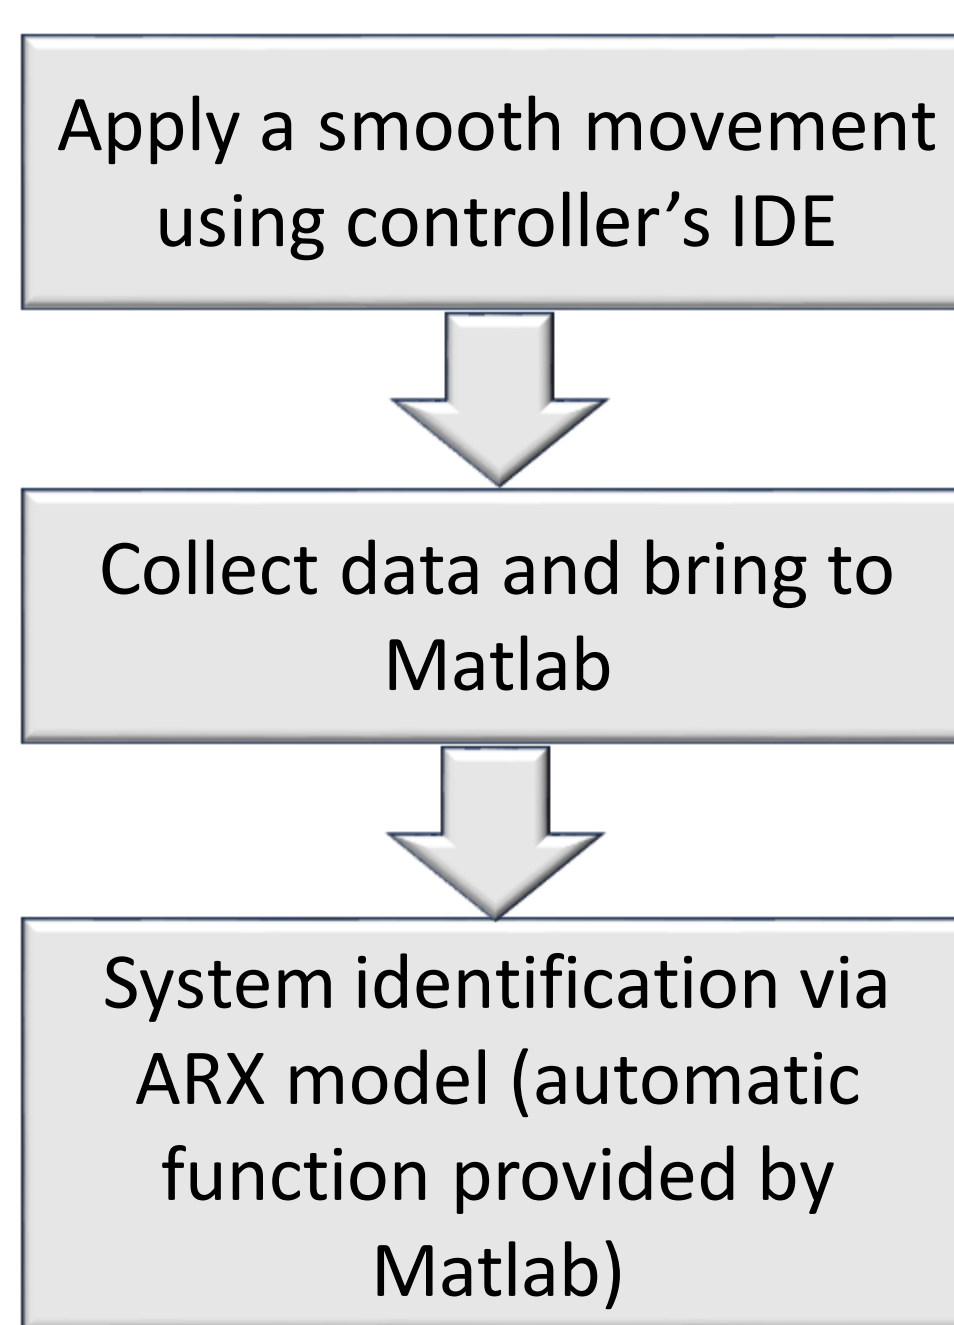 Apply a smooth movement
using controller’s IDE
Collect data and bring to
Matlab
System identification via
ARX model (automatic
function provided by
Matlab)